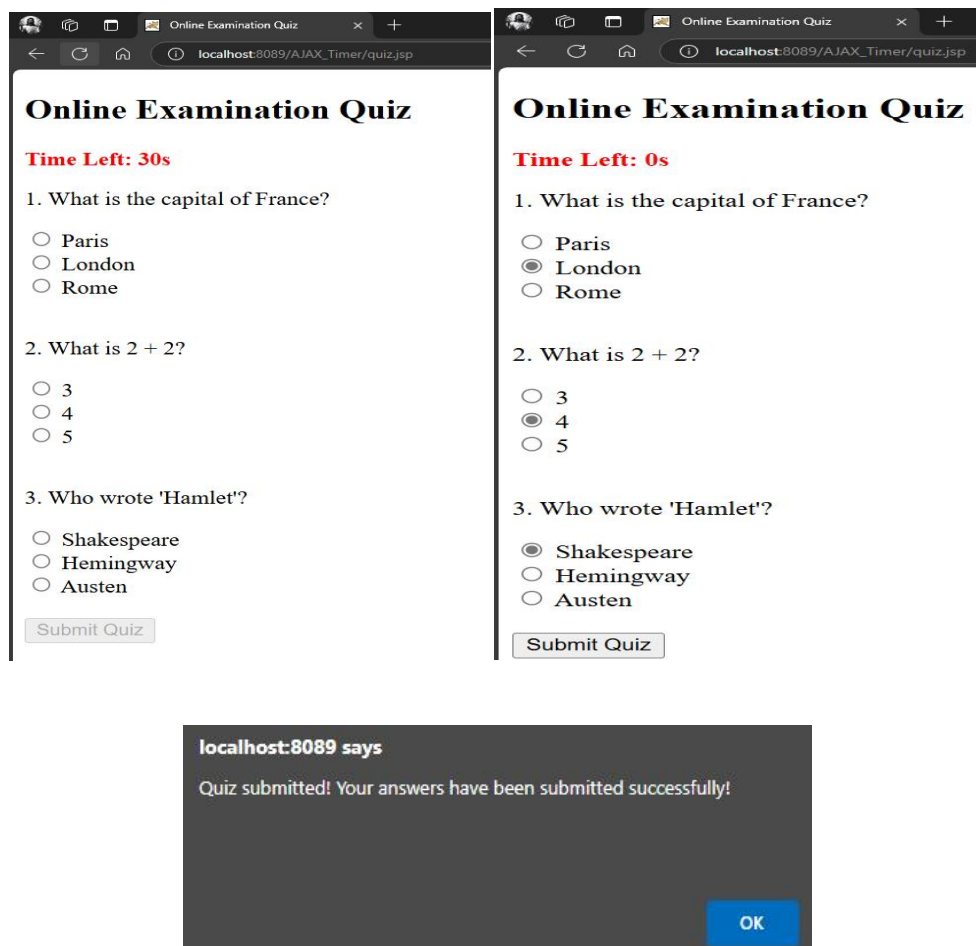 Online Examination Quiz
localhost:8089/AJAX_Timer/quiz.jsp
Online Examination Quiz
Time Left: 30s
1. What is the capital of France?
Paris
London
Rome
2. What is 2 + 2?
3
4
5
3. Who wrote 'Hamlet'?
Shakespeare
Hemingway
Austen
Submit Quiz
Online Examination Quiz
localhost:8089/AJAX_Timer/quiz.jsp
Online Examination Quiz
Time Left: 0s
1. What is the capital of France?
Paris
London
Rome
2. What is 2 + 2?
3
4
5
3. Who wrote 'Hamlet'?
Shakespeare
Hemingway
Austen
Submit Quiz
localhost:8089 says
Quiz submitted! Your answers have been submitted successfully!
OK